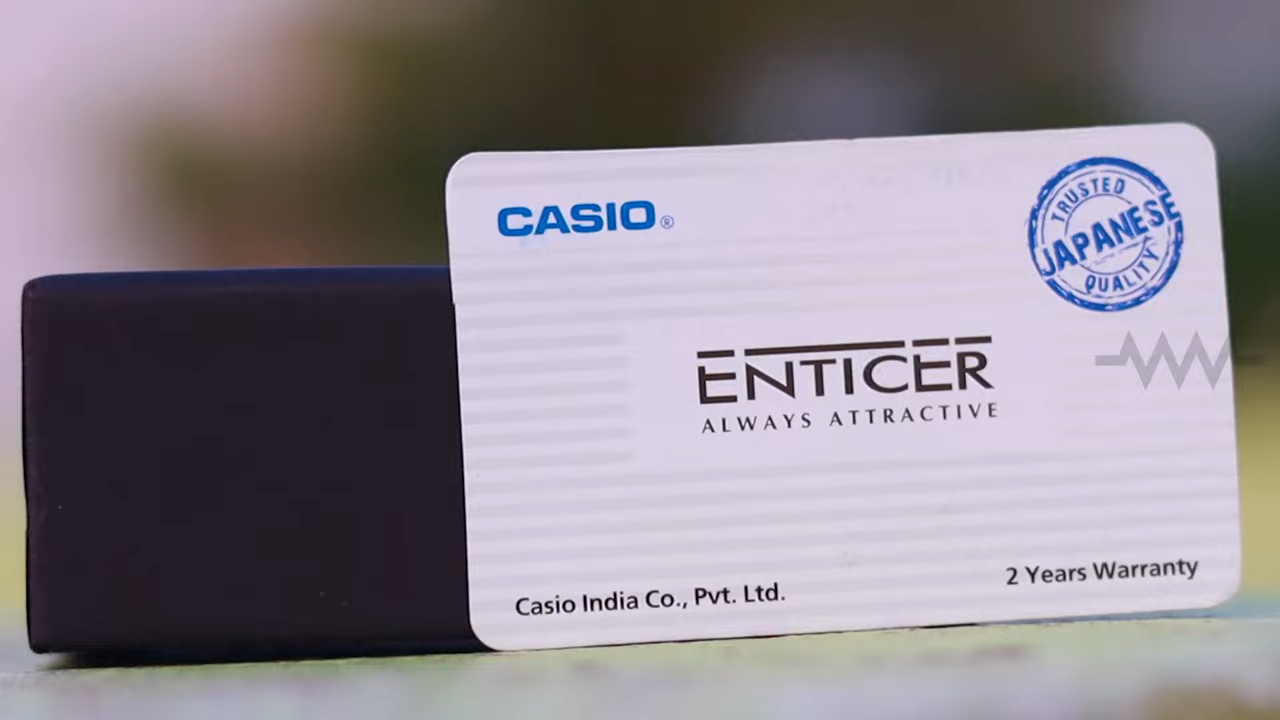 CASIO®
TRUSTED
JAPANESE
QUALITY
ENTICER
ALWAYS ATTRACTIVE
2 Years Warranty
Casio India Co., Pvt. Ltd.